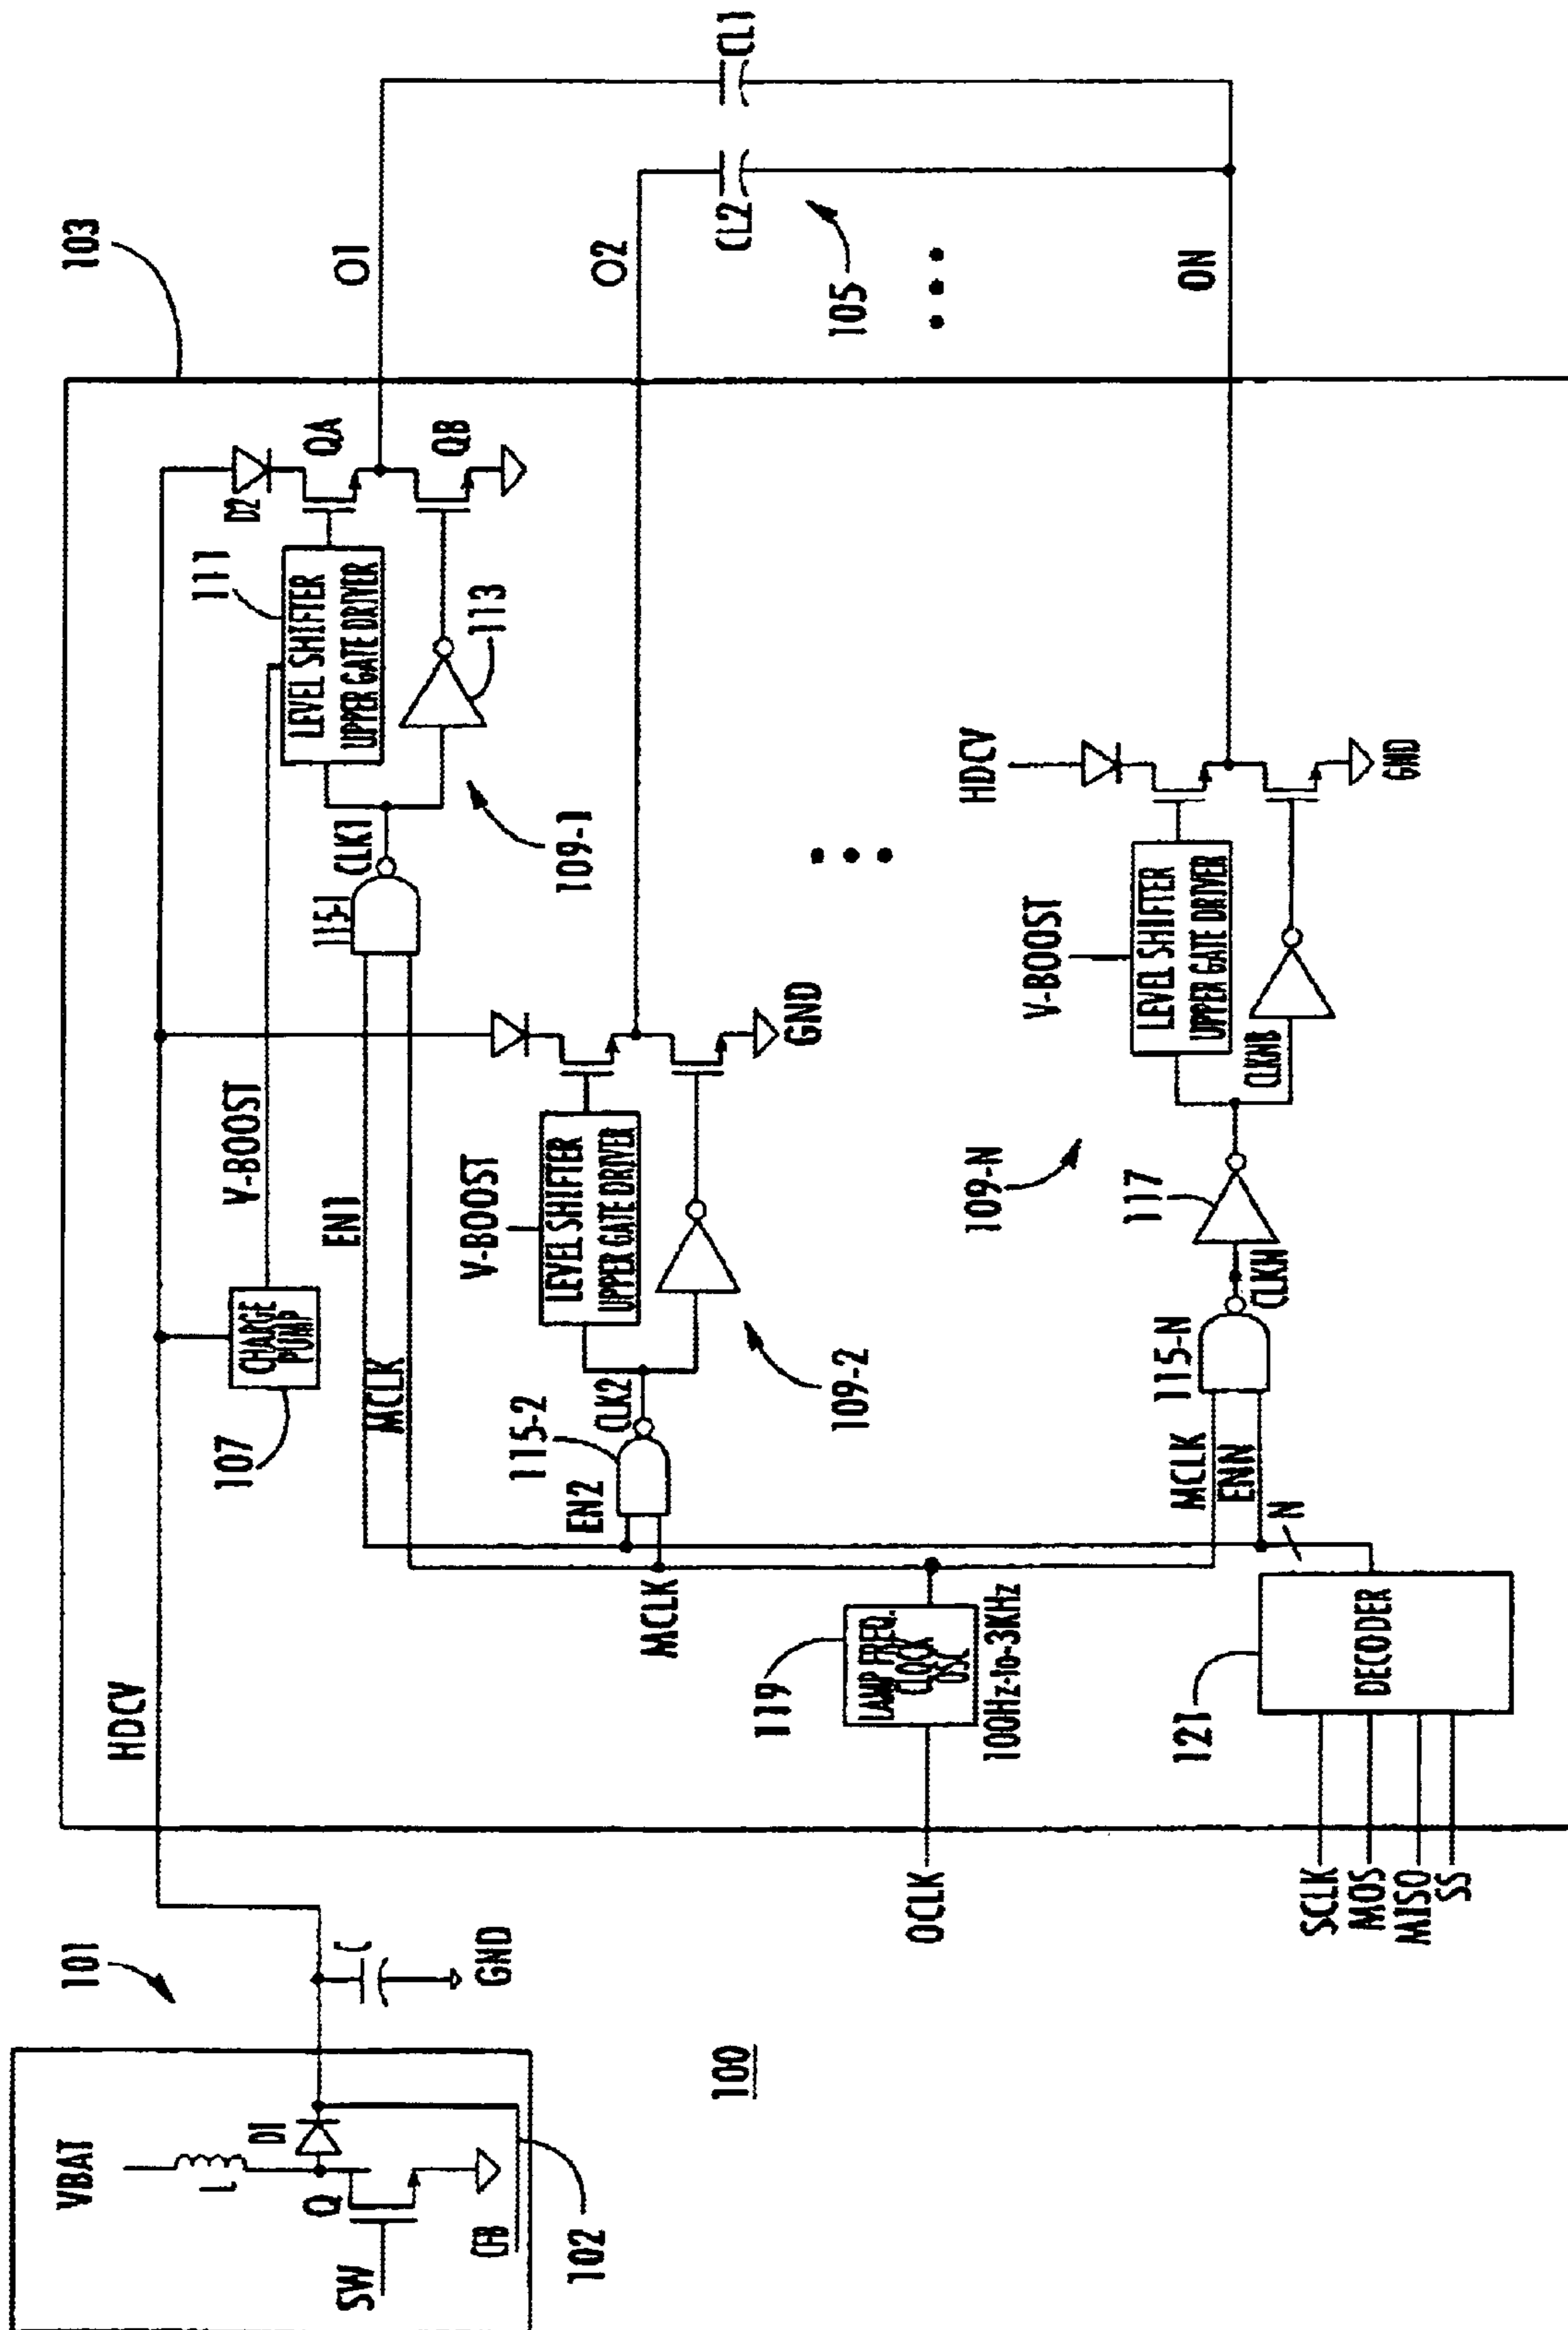 VBAT
L
D1
Q
SW
CFB
102
101
C
GND
100
HDCV
103
CHARGE
PUMP
107
V-BOOST
EN1
MCLK
115-1
CLK1
LEVEL SHIFTER
UPPER GATE DRIVER
111
113
109-1
D2
QA
QB
O1
EN2
MCLK
115-2
CLK2
V-BOOST
LEVEL SHIFTER
UPPER GATE DRIVER
109-2
GND
O2
CL1
CL2
105
OCLK
LAMP FREQ.
CLOCK
OSC
119
100Hz-to-3KHz
SCLK
MOS
MISO
SS
DECODER
121
N
MCLK
ENN
115-N
CLKN
117
109-N
CLKNB
V-BOOST
LEVEL SHIFTER
UPPER GATE DRIVER
HDCV
GND
ON